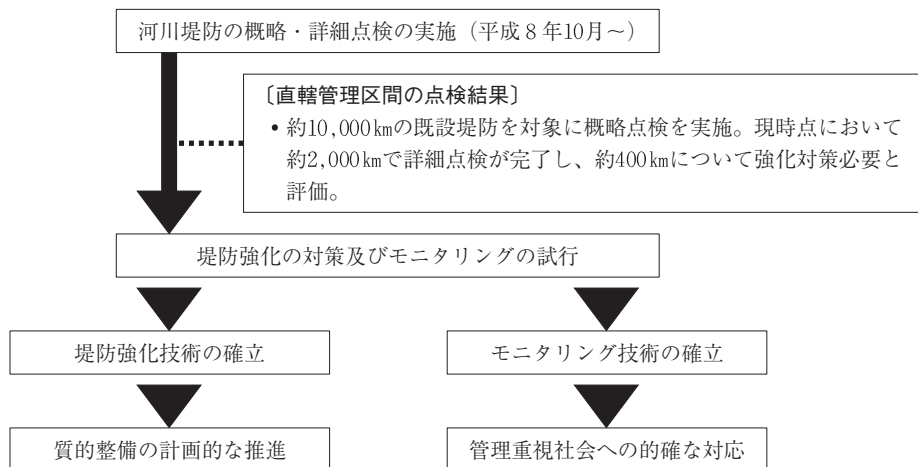 河川堤防の概略・詳細点検の実施（平成８年10月～）
〔直轄管理区間の点検結果〕
・約10,000㎞の既設堤防を対象に概略点検を実施。現時点において
約2,000㎞で詳細点検が完了し、約400㎞について強化対策必要と
評価。
堤防強化の対策及びモニタリングの試行
堤防強化技術の確立
モニタリング技術の確立
質的整備の計画的な推進
管理重視社会への的確な対応